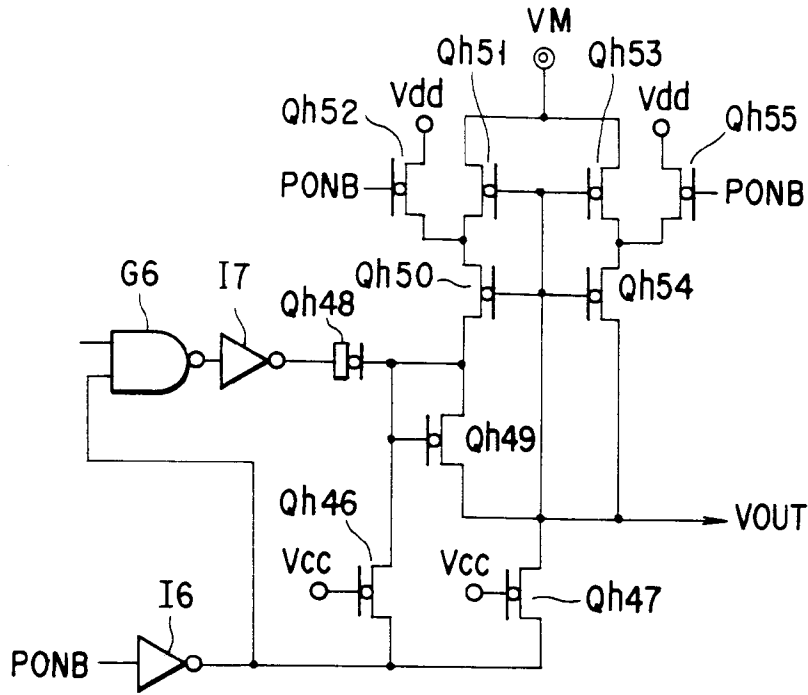 VM
Qh51
Qh53
Vdd
Vdd
Qh52
Qh55
PONB
PONB
G6
I7
Qh48
Qh50
Qh54
Qh49
Qh46
VOUT
Vcc
Vcc
Qh47
I6
PONB